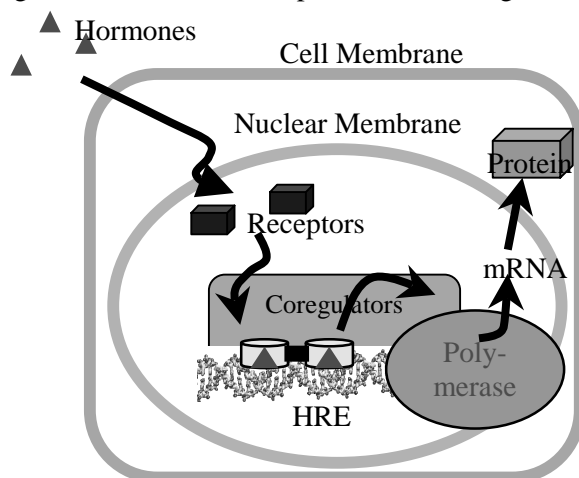 Hormones
Cell Membrane
Nuclear Membrane
Protein
Receptors
mRNA
Coregulators
Poly-
merase
HRE